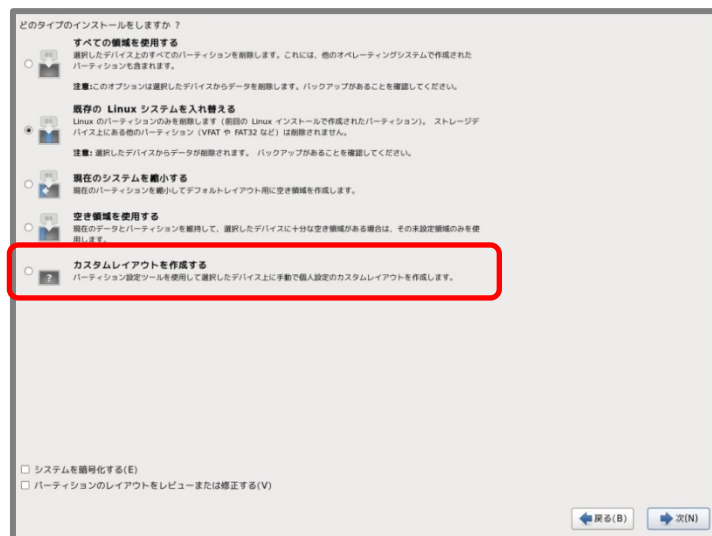 どのタイプのインストールをしますか ?
すべての領域を使用する
選択したデバイス上のすべてのパーティションを削除します。これには、他のオペレーティングシステムで作成された
パーティションも含まれます。
注意:このオプションは選択したデバイスからデータを削除します。バックアップがあることを確認してください。
既存の Linux システムを入れ替える
Linux のパーティションのみを削除します (前回の Linux インストールで作成されたパーティション)。 ストレージデ
バイス上にある他のパーティション (VFAT や FAT32 など) は削除されません。
注意: 選択したデバイスからデータが削除されます。 バックアップがあることを確認してください。
現在のシステムを縮小する
現在のパーティションを縮小してデフォルトレイアウト用に空き領域を作成します。
空き領域を使用する
現在のデータとパーティションを維持して、選択したデバイスに十分な空き領域がある場合は、その未設定領域のみを使
用します。
カスタムレイアウトを作成する
?
パーティション設定ツールを使用して選択したデバイス上に手動で個人設定のカスタムレイアウトを作成します。
システムを暗号化する(E)
パーティションのレイアウトをレビューまたは修正する(V)
戻る(B)
次(N)